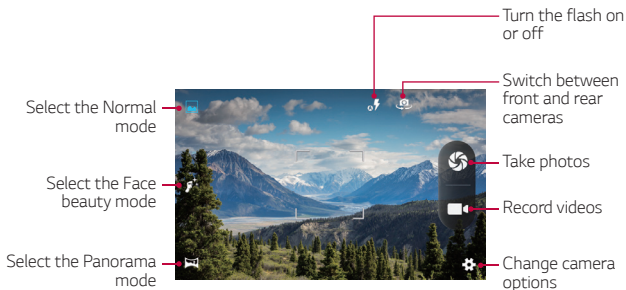 Turn the flash on
or off
Switch between
front and rear
cameras
Select the Normal
mode
Take photos
Select the Face
beauty mode
Record videos
Select the Panorama
mode
Change camera
options